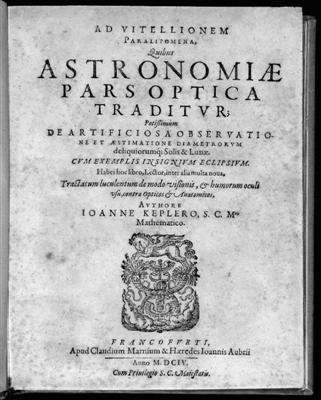 AD VITELLIONEM
PARALIPOMENA,
Quibus
ASTRONOMIÆ
PARS OPTICA
TRADITVR;
Potißimùm
DE ARTIFICIOSA OBSERVATIO-
NE ET ÆSTIMATIONE DIAMETRORVM
deliquiorumq; Solis & Lunæ.
CVM EXEMPLIS INSIGNIVM ECLIPSIVM.
Habes hoc libro, Lector, inter alia multa noua,
Tractatum luculentum de modo visionis, & humorum oculi
vsu, contra Opticos & Anatomicos,
AVTHORE
IOANNE KEPLERO, S. C. Mtis
Mathematico.
FRANCOFVRTI,
Apud Claudium Marnium & Hæredes Ioannis Aubrii
Anno M.DCIV.
Cum Priuilegio S. C. Maiestatis.